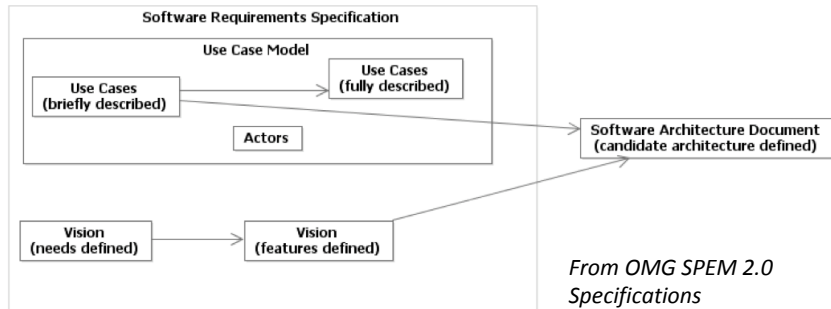 Software Requirements Specification
Use Case Model
Use Cases
(briefly described)
Use Cases
(fully described)
Actors
Software Architecture Document
(candidate architecture defined)
Vision
(needs defined)
Vision
(features defined)
From OMG SPEM 2.0
Specifications